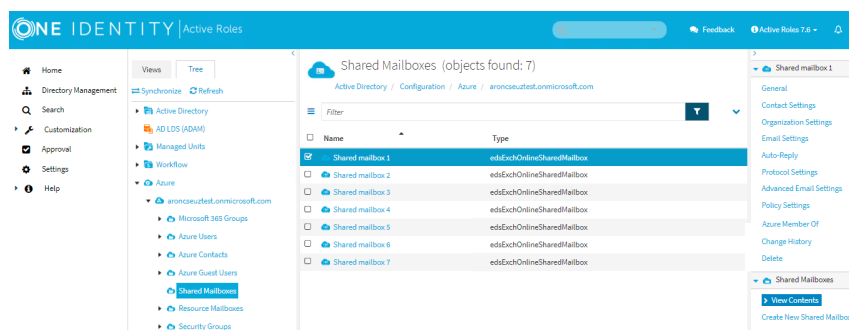 ONE IDENTITY Active Roles
Feedback
Active Roles 7.6
Home
Directory Management
Search
Customization
Approval
Settings
Help
Views Tree
Synchronize Refresh
Active Directory
AD LDS (ADAM)
Managed Units
Workflow
Azure
aroncseuztest.onmicrosoft.com
Microsoft 365 Groups
Azure Users
Azure Contacts
Azure Guest Users
Shared Mailboxes
Resource Mailboxes
Security Groups
Shared Mailboxes (objects found: 7)
Active Directory / Configuration / Azure / aroncseuztest.onmicrosoft.com
Filter
Name Type
Shared mailbox 1 edsExchOnlineSharedMailbox
Shared mailbox 2 edsExchOnlineSharedMailbox
Shared mailbox 3 edsExchOnlineSharedMailbox
Shared mailbox 4 edsExchOnlineSharedMailbox
Shared mailbox 5 edsExchOnlineSharedMailbox
Shared mailbox 6 edsExchOnlineSharedMailbox
Shared mailbox 7 edsExchOnlineSharedMailbox
Shared mailbox 1
General
Contact Settings
Organization Settings
Email Settings
Auto-Reply
Protocol Settings
Advanced Email Settings
Policy Settings
Azure Member Of
Change History
Delete
Shared Mailboxes
View Contents
Create New Shared Mailbo